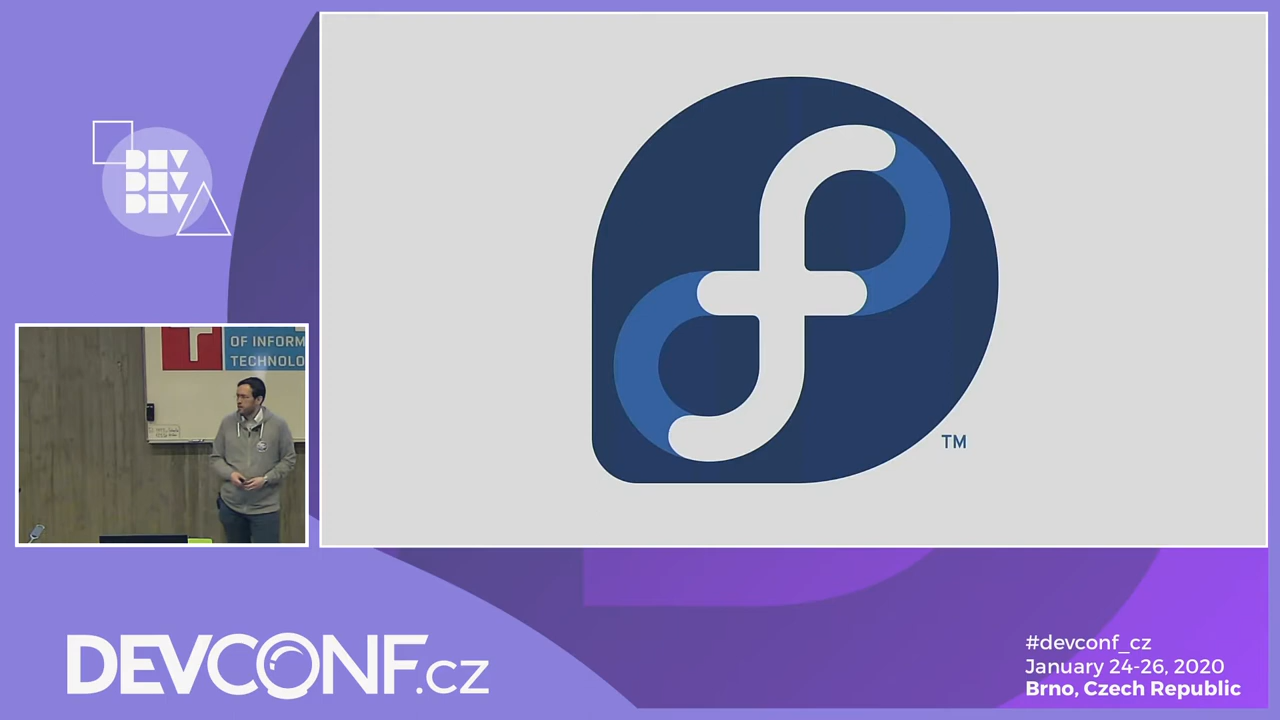 DEV
DEV
DEV
OF INFORM
TECHNOLO
TM
DEVCONF.cz
#devconf_cz
January 24-26, 2020
Brno, Czech Republic